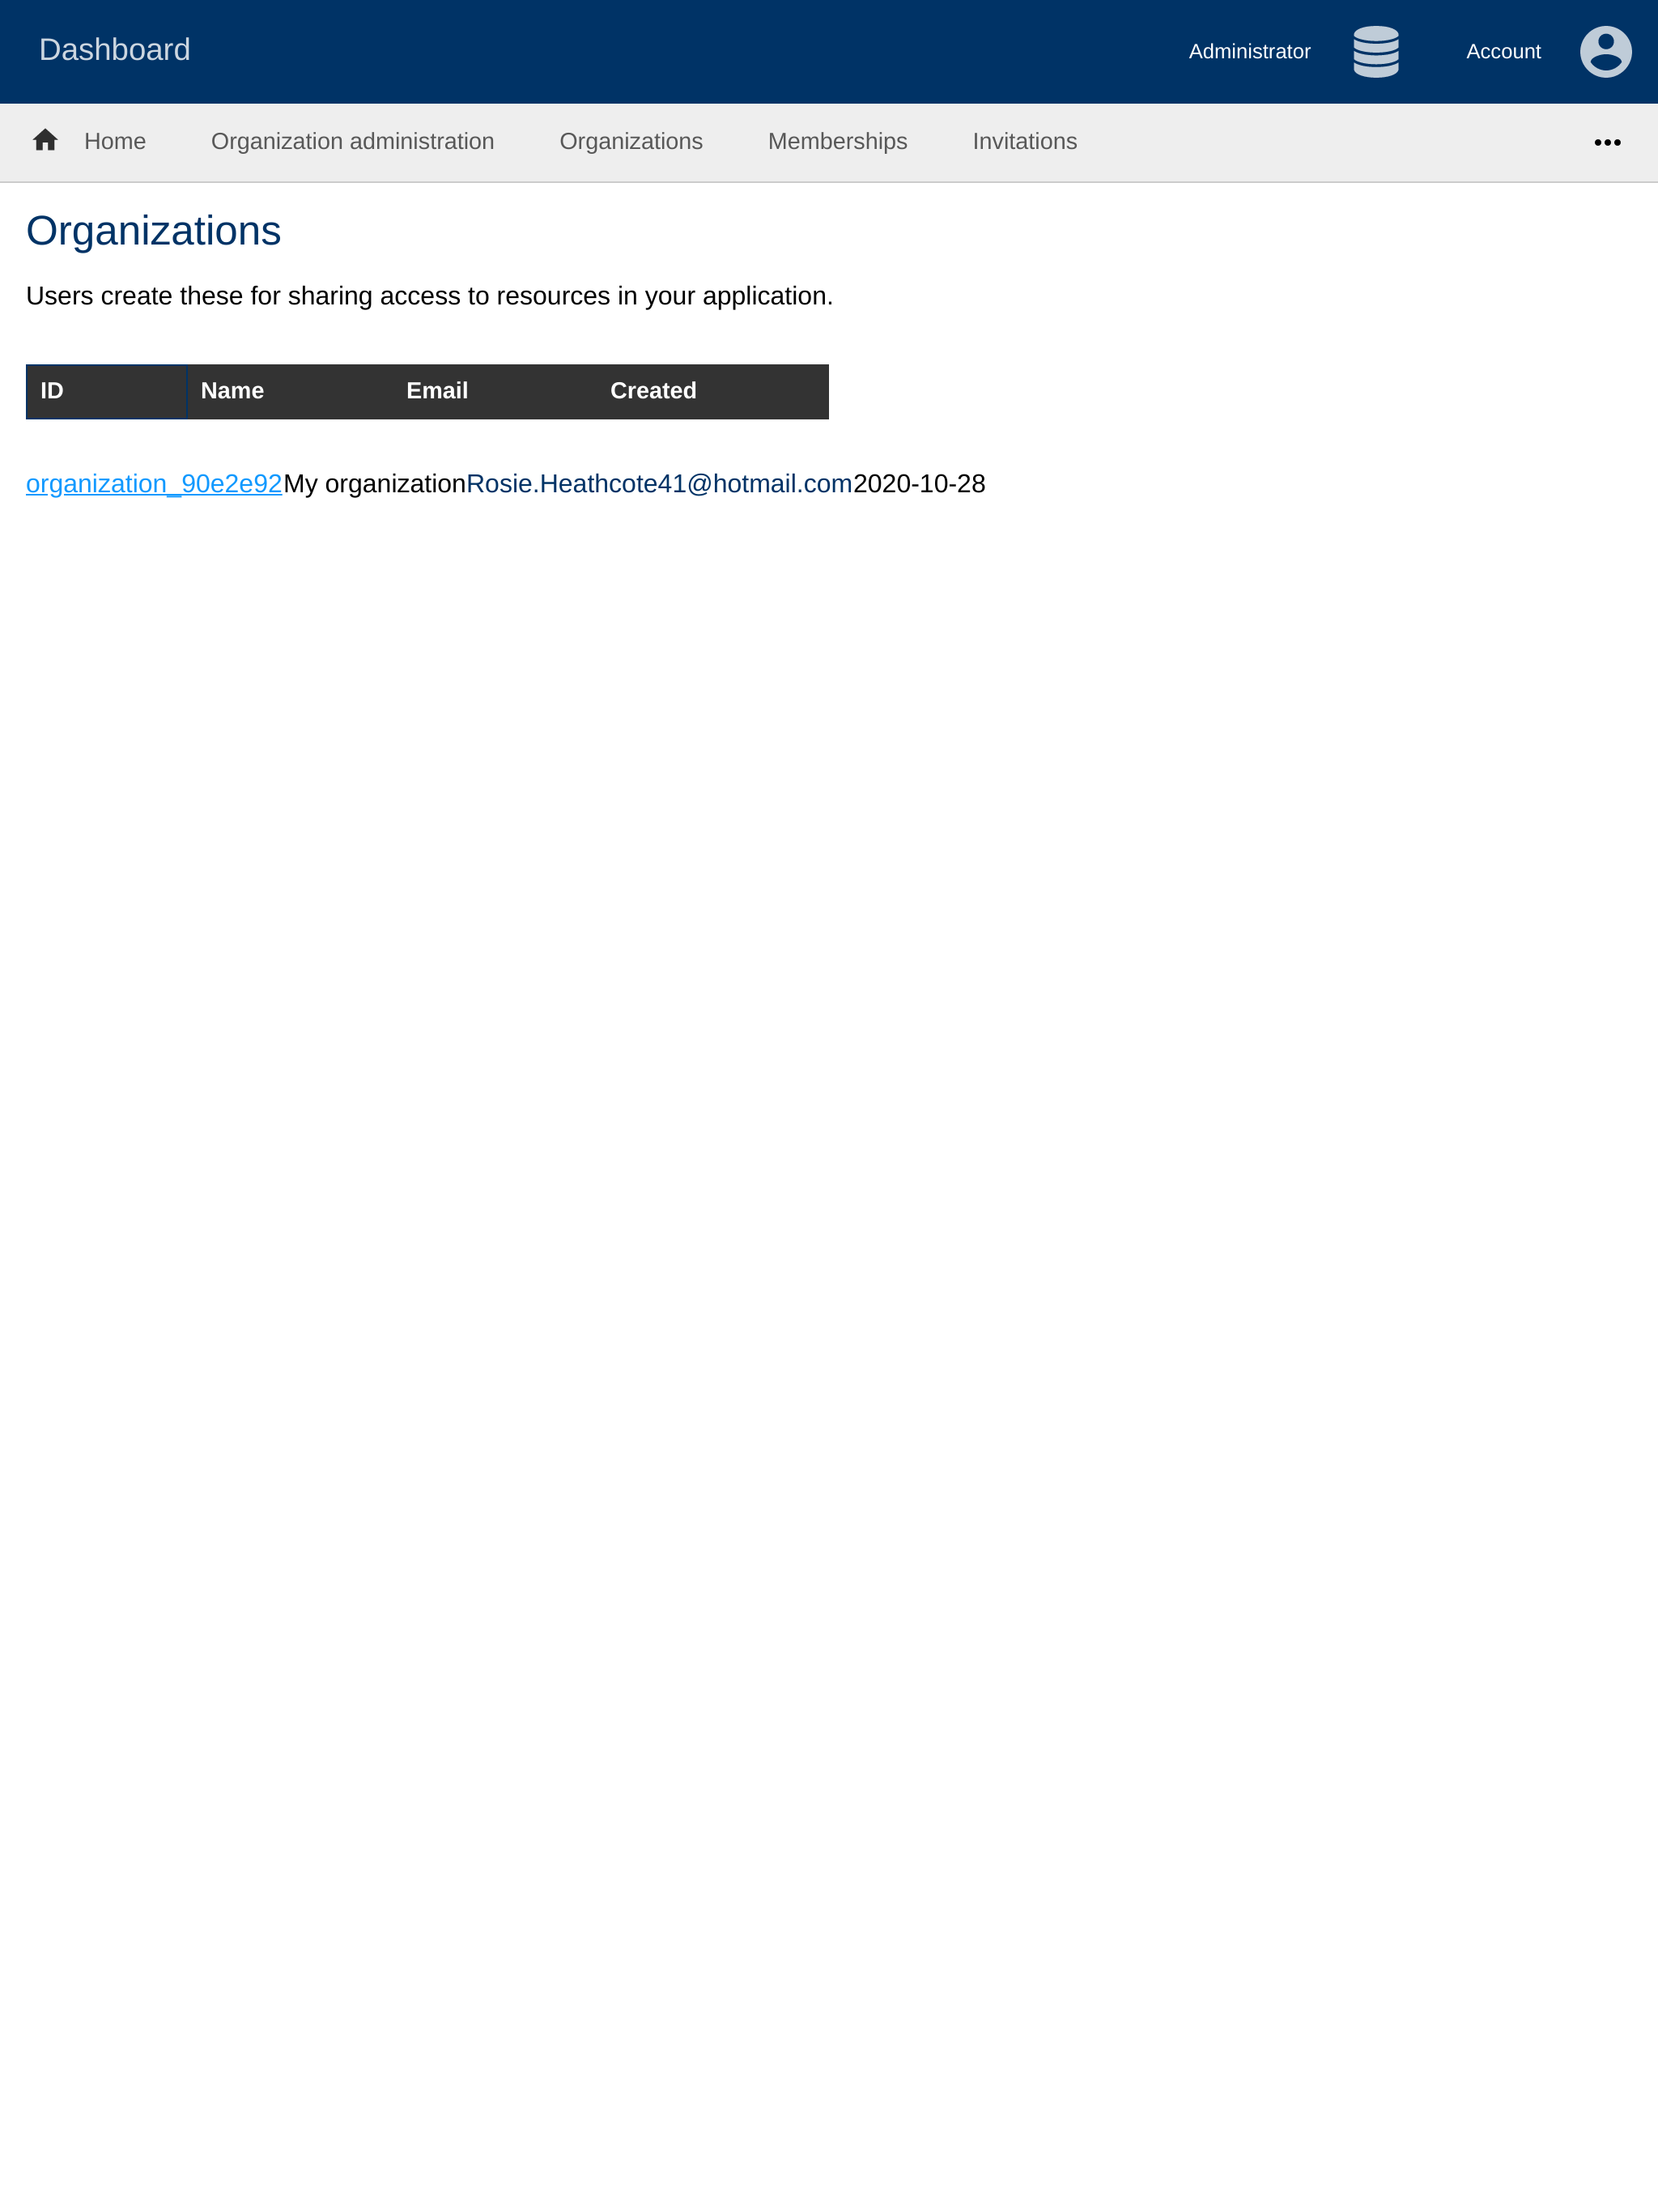 Dashboard Administrator Account
Home Organization administration Organizations Memberships Invitations
Organizations
Users create these for sharing access to resources in your application.
ID Name Email Created
organization_90e2e92My organizationRosie.Heathcote41@hotmail.com2020-10-28